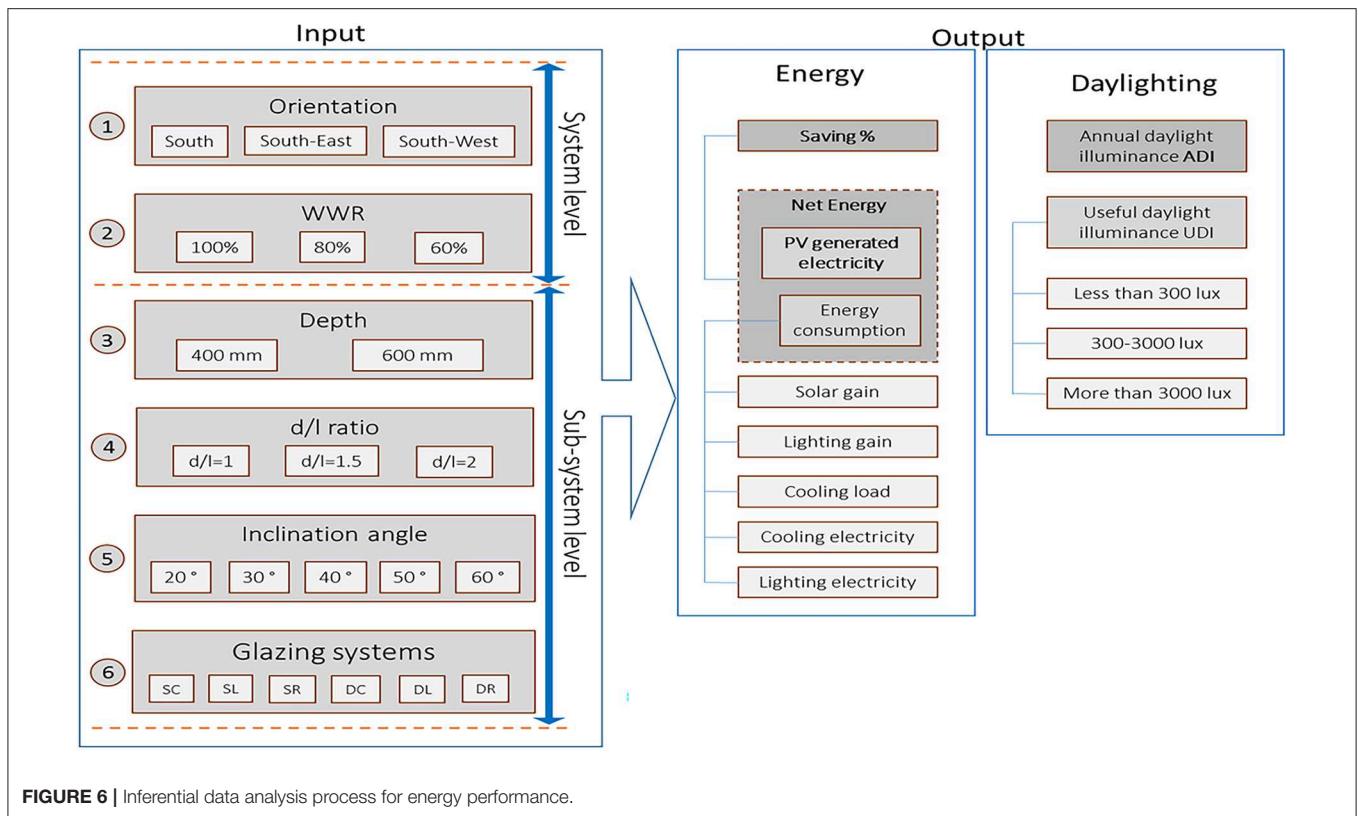 Input
1
Orientation
South South-East South-West
2
WWR
100% 80% 60%
System level
3
Depth
400 mm 600 mm
4
d/l ratio
d/l=1 d/l=1.5 d/l=2
5
Inclination angle
20 ° 30 ° 40 ° 50 ° 60 °
6
Glazing systems
SC SL SR DC DL DR
Sub-system level
Output
Energy
Saving %
Net Energy
PV generated
electricity
Energy
consumption
Solar gain
Lighting gain
Cooling load
Cooling electricity
Lighting electricity
Daylighting
Annual daylight
illuminance ADI
Useful daylight
illuminance UDI
Less than 300 lux
300-3000 lux
More than 3000 lux
FIGURE 6 | Inferential data analysis process for energy performance.